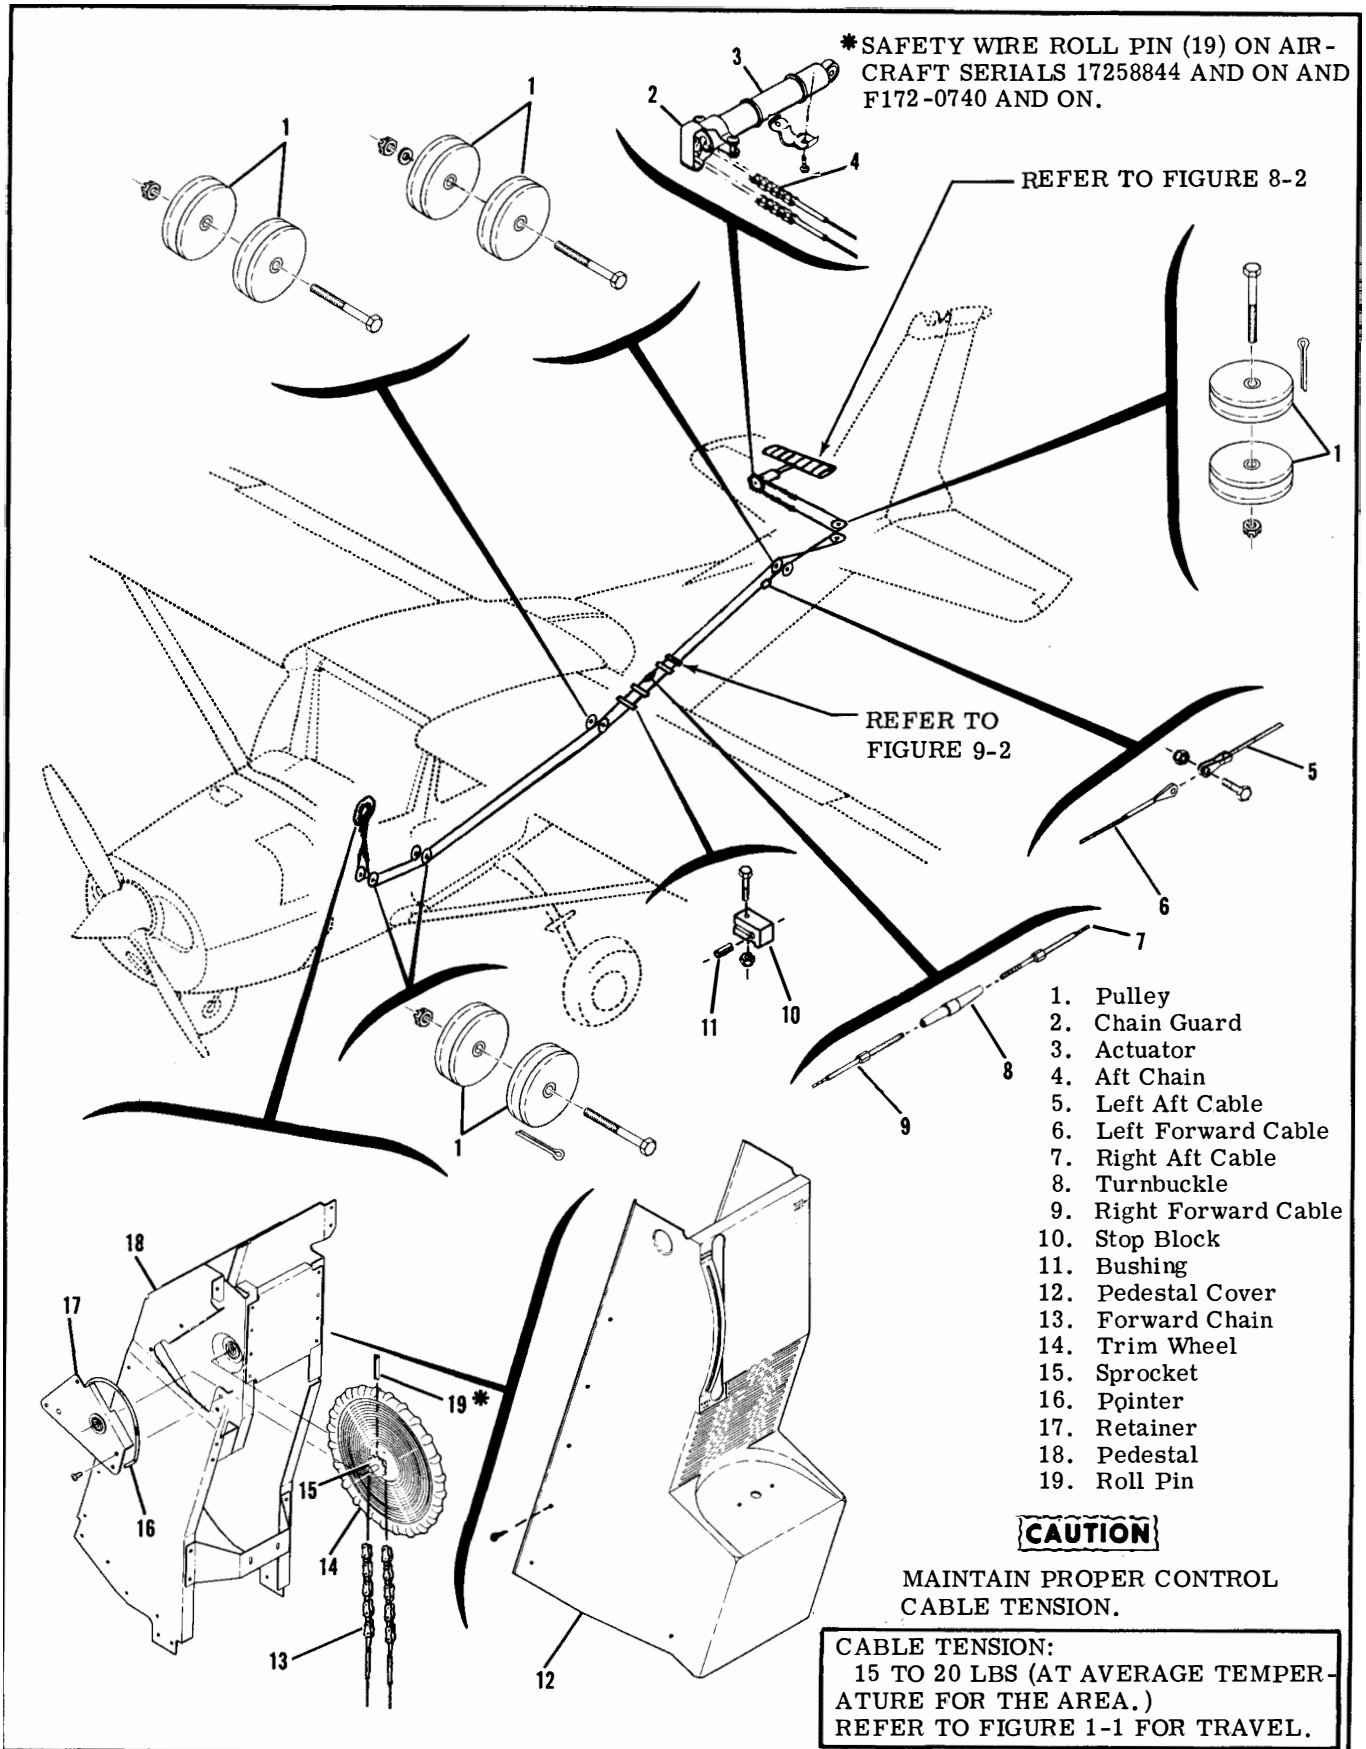 *SAFETY WIRE ROLL PIN (19) ON AIR-
CRAFT SERIALS 17258844 AND ON AND
F172-0740 AND ON.
1
1
2
3
4
REFER TO FIGURE 8-2
1
REFER TO
FIGURE 9-2
5
6
7
8
9
10
11
1
1. Pulley
2. Chain Guard
3. Actuator
4. Aft Chain
5. Left Aft Cable
6. Left Forward Cable
7. Right Aft Cable
8. Turnbuckle
9. Right Forward Cable
10. Stop Block
11. Bushing
12. Pedestal Cover
13. Forward Chain
14. Trim Wheel
15. Sprocket
16. Pointer
17. Retainer
18. Pedestal
19. Roll Pin
18
17
19*
15
16
14
13
12
CAUTION
MAINTAIN PROPER CONTROL
CABLE TENSION.
CABLE TENSION:
15 TO 20 LBS (AT AVERAGE TEMPER-
ATURE FOR THE AREA.)
REFER TO FIGURE 1-1 FOR TRAVEL.